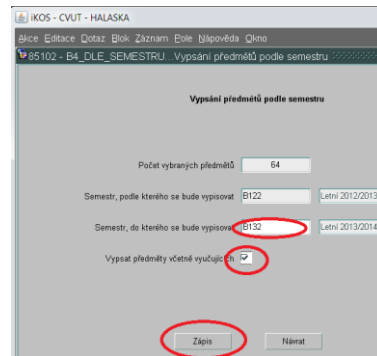 iKOS - CVUT - HALASKA
Akce Editace Dotaz Blok Záznam Pole Nápověda Okno
85102 - B4_DLE_SEMESTRU...Vypsání předmětů podle semestru
Vypsání předmětů podle semestru
Počet vybraných předmětů 64
Semestr, podle kterého se bude vypisovat B122 Letní 2012/2013
Semestr, do kterého se bude vypisovat B132 Letní 2013/2014
Vypsat předměty včetně vyučujících
Zápis Návrat